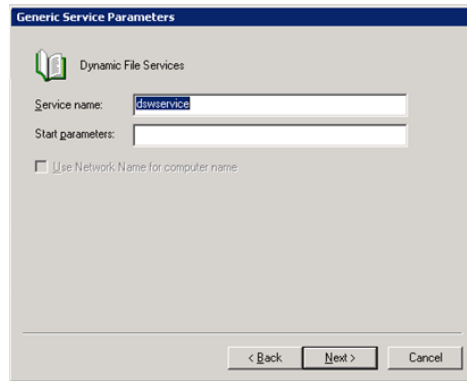 Generic Service Parameters
Dynamic File Services
Service name: dswservice
Start parameters:
Use Network Name for computer name
< Back Next > Cancel